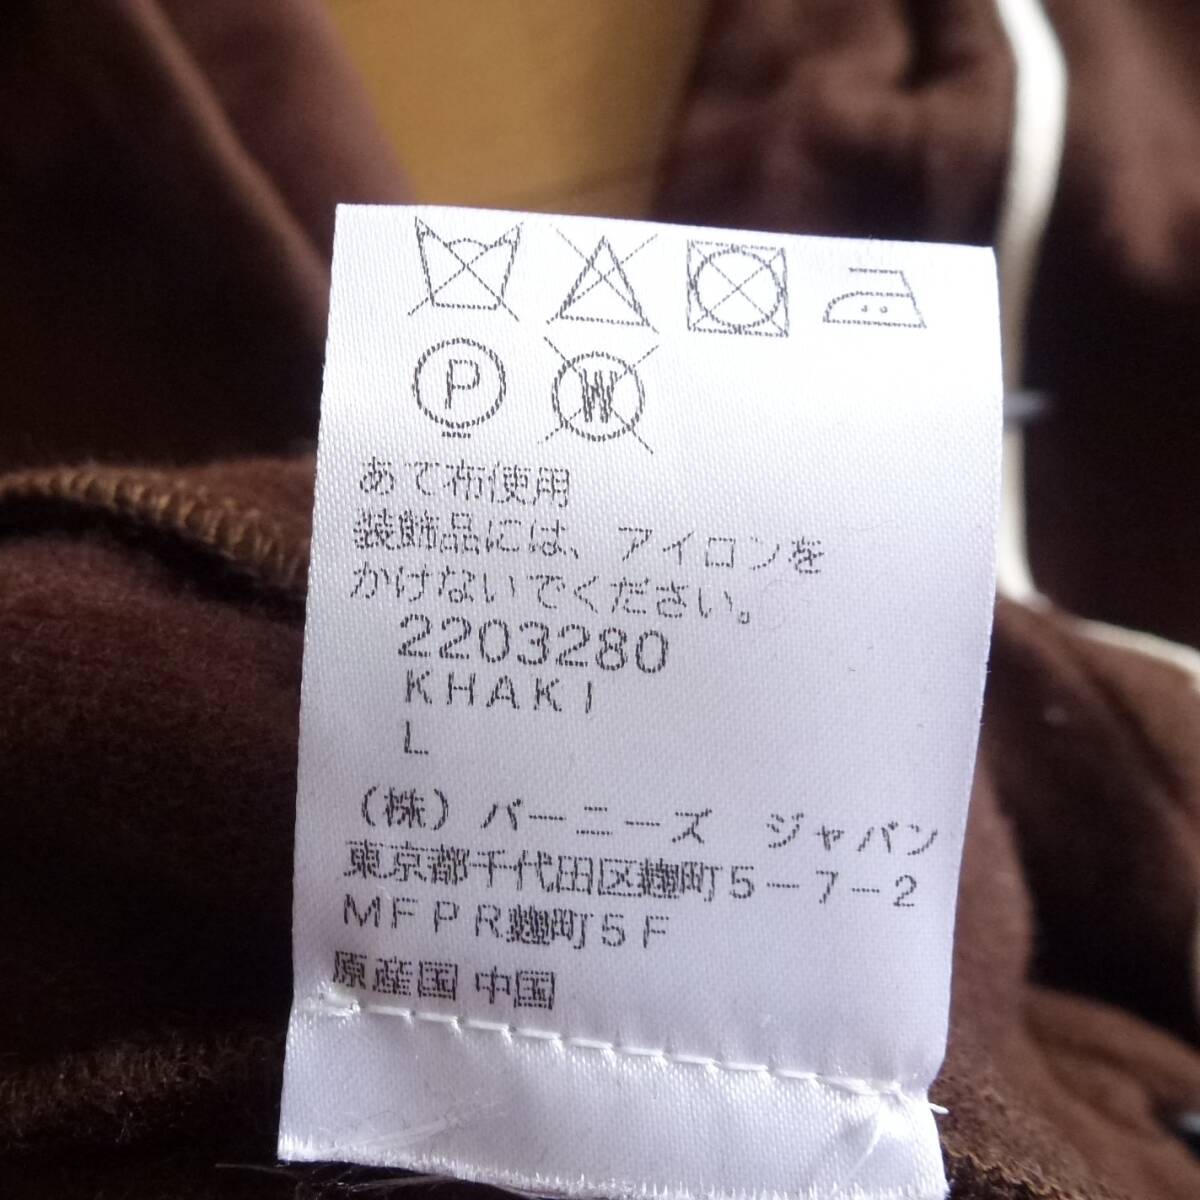 P W
あて布使用
装飾品には、アイロンを
かけないでください。
2203280
KHAKI
L
(株)バーニーズ ジャパン
東京都千代田区麹町5-7-2
MFPR麹町5F
原産国 中国